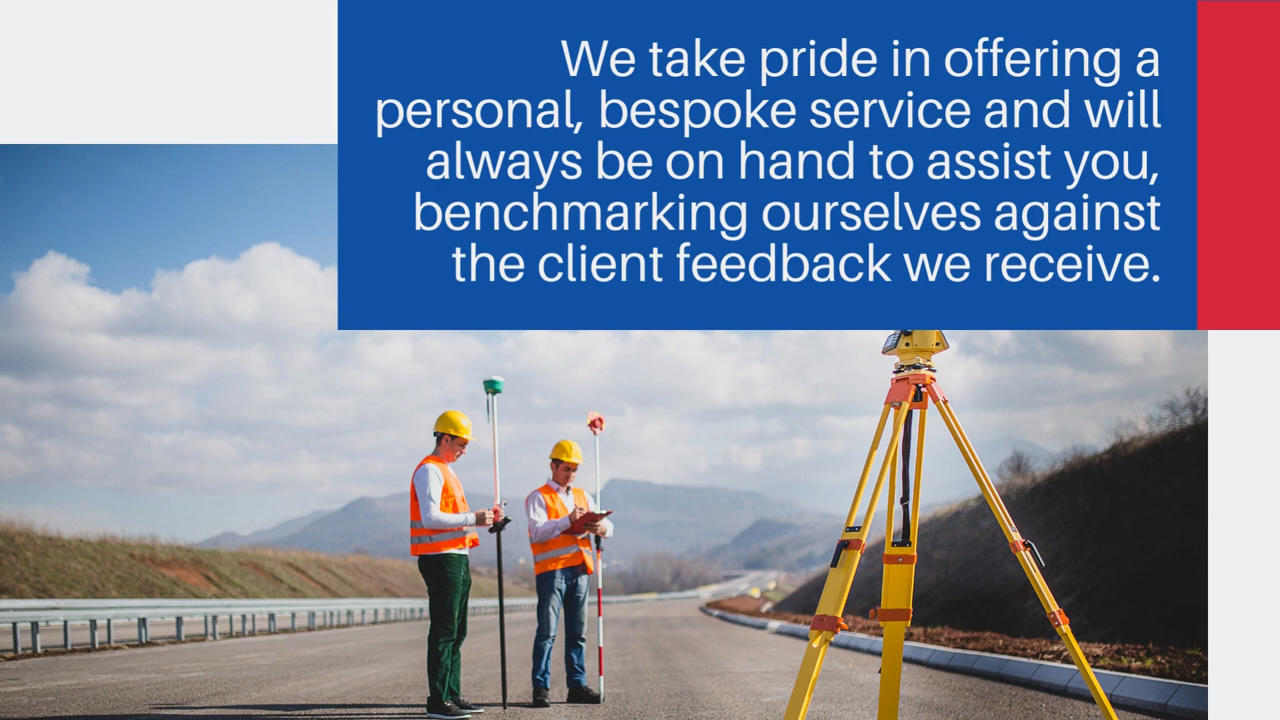 We take pride in offering a
personal, bespoke service and will
always be on hand to assist you,
benchmarking ourselves against
the client feedback we receive.